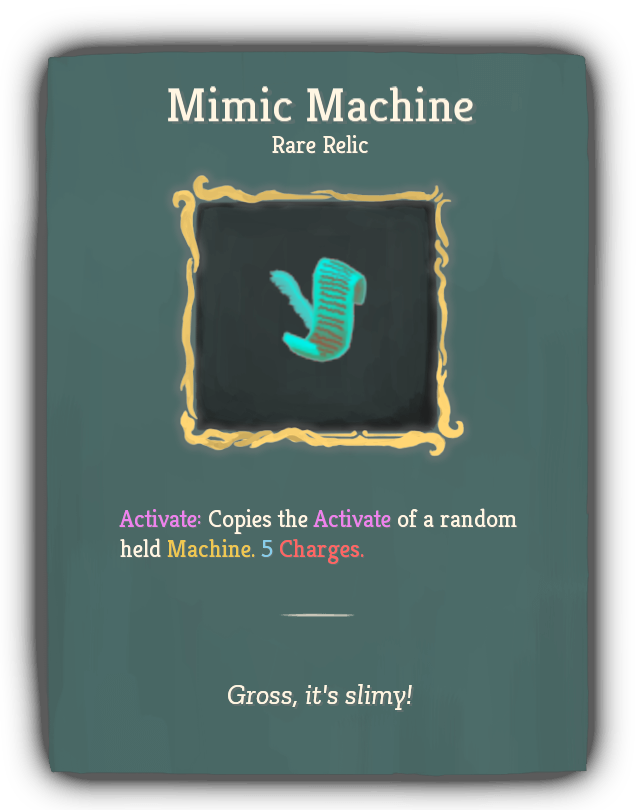 Mimic Machine
Rare Relic
Activate: Copies the Activate of a random
held Machine. 5 Charges.
Gross, it's slimy!